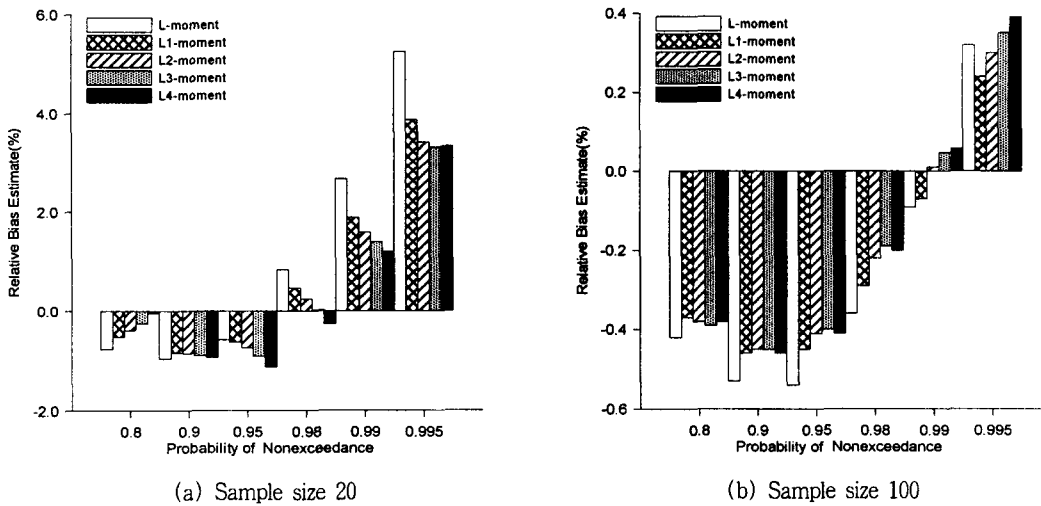 L-moment
L1-moment
L2-moment
L3-moment
L4-moment
6.0
4.0
2.0
0.0
-2.0
Relative Bias Estimate(%)
0.8 0.9 0.95 0.98 0.99 0.995
Probability of Nonexceedance
(a) Sample size 20
L-moment
L1-moment
L2-moment
L3-moment
L4-moment
0.4
0.2
0.0
-0.2
-0.4
-0.6
Relative Bias Estimate(%)
0.8 0.9 0.95 0.98 0.99 0.995
Probability of Nonexceedance
(b) Sample size 100